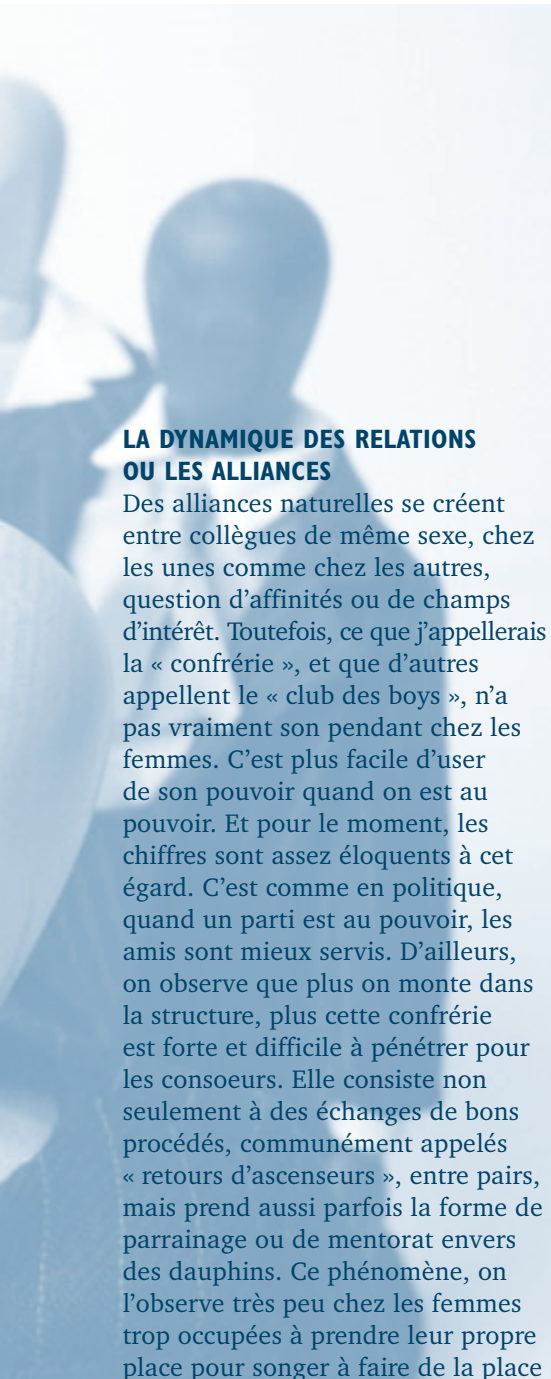 LA DYNAMIQUE DES RELATIONS
OU LES ALLIANCES
Des alliances naturelles se créent
entre collègues de même sexe, chez
les unes comme chez les autres,
question d’affinités ou de champs
d’intérêt. Toutefois, ce que j’appellerais
la « confrérie », et que d’autres
appellent le « club des boys », n’a
pas vraiment son pendant chez les
femmes. C’est plus facile d’user
de son pouvoir quand on est au
pouvoir. Et pour le moment, les
chiffres sont assez éloquents à cet
égard. C’est comme en politique,
quand un parti est au pouvoir, les
amis sont mieux servis. D’ailleurs,
on observe que plus on monte dans
la structure, plus cette confrérie
est forte et difficile à pénétrer pour
les consoeurs. Elle consiste non
seulement à des échanges de bons
procédés, communément appelés
« retours d’ascenseurs », entre pairs,
mais prend aussi parfois la forme de
parrainage ou de mentorat envers
des dauphins. Ce phénomène, on
l’observe très peu chez les femmes
trop occupées à prendre leur propre
place pour songer à faire de la place